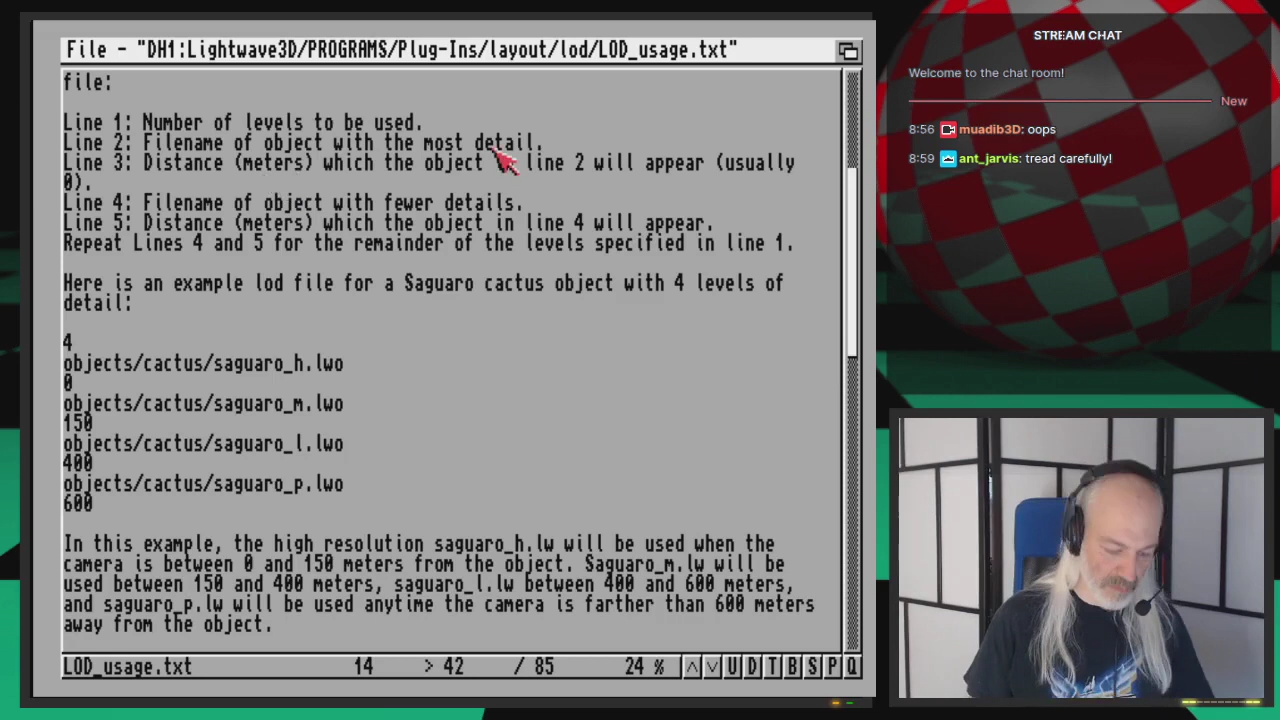 File - "DH1:Lightwave3D/PROGRAMS/Plug-Ins/layout/lod/LOD_usage.txt"
file:
Line 1: Number of levels to be used.
Line 2: Filename of object with the most detail.
Line 3: Distance (meters) which the object line 2 will appear (usually
0).
Line 4: Filename of object with fewer details.
Line 5: Distance (meters) which the object in line 4 will appear.
Repeat Lines 4 and 5 for the remainder of the levels specified in line 1.
Here is an example lod file for a Saguaro cactus object with 4 levels of
detail:
4
objects/cactus/saguaro_h.lwo
0
objects/cactus/saguaro_m.lwo
150
objects/cactus/saguaro_l.lwo
400
objects/cactus/saguaro_p.lwo
600
In this example, the high resolution saguaro_h.lw will be used when the
camera is between 0 and 150 meters from the object. Saguaro_m.lw will be
used between 150 and 400 meters, saguaro_l.lw between 400 and 600 meters,
and saguaro_p.lw will be used anytime the camera is farther than 600 meters
away from the object.
LOD_usage.txt 14 > 42 / 85 24 % ^ v U D T B S P Q
STREAM CHAT
Welcome to the chat room!
New
8:56 muadib3D: oops
8:59 ant_jarvis: tread carefully!